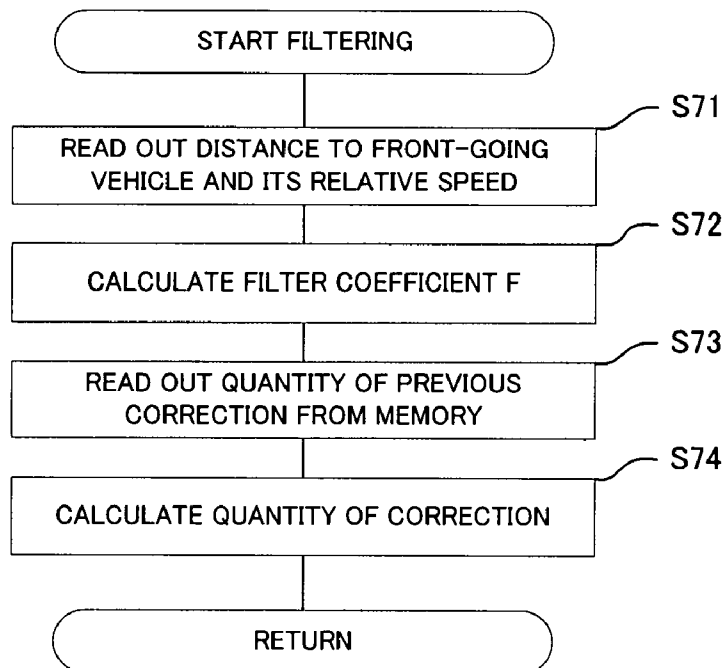 START FILTERING
S71
READ OUT DISTANCE TO FRONT-GOING
VEHICLE AND ITS RELATIVE SPEED
S72
CALCULATE FILTER COEFFICIENT F
S73
READ OUT QUANTITY OF PREVIOUS
CORRECTION FROM MEMORY
S74
CALCULATE QUANTITY OF CORRECTION
RETURN